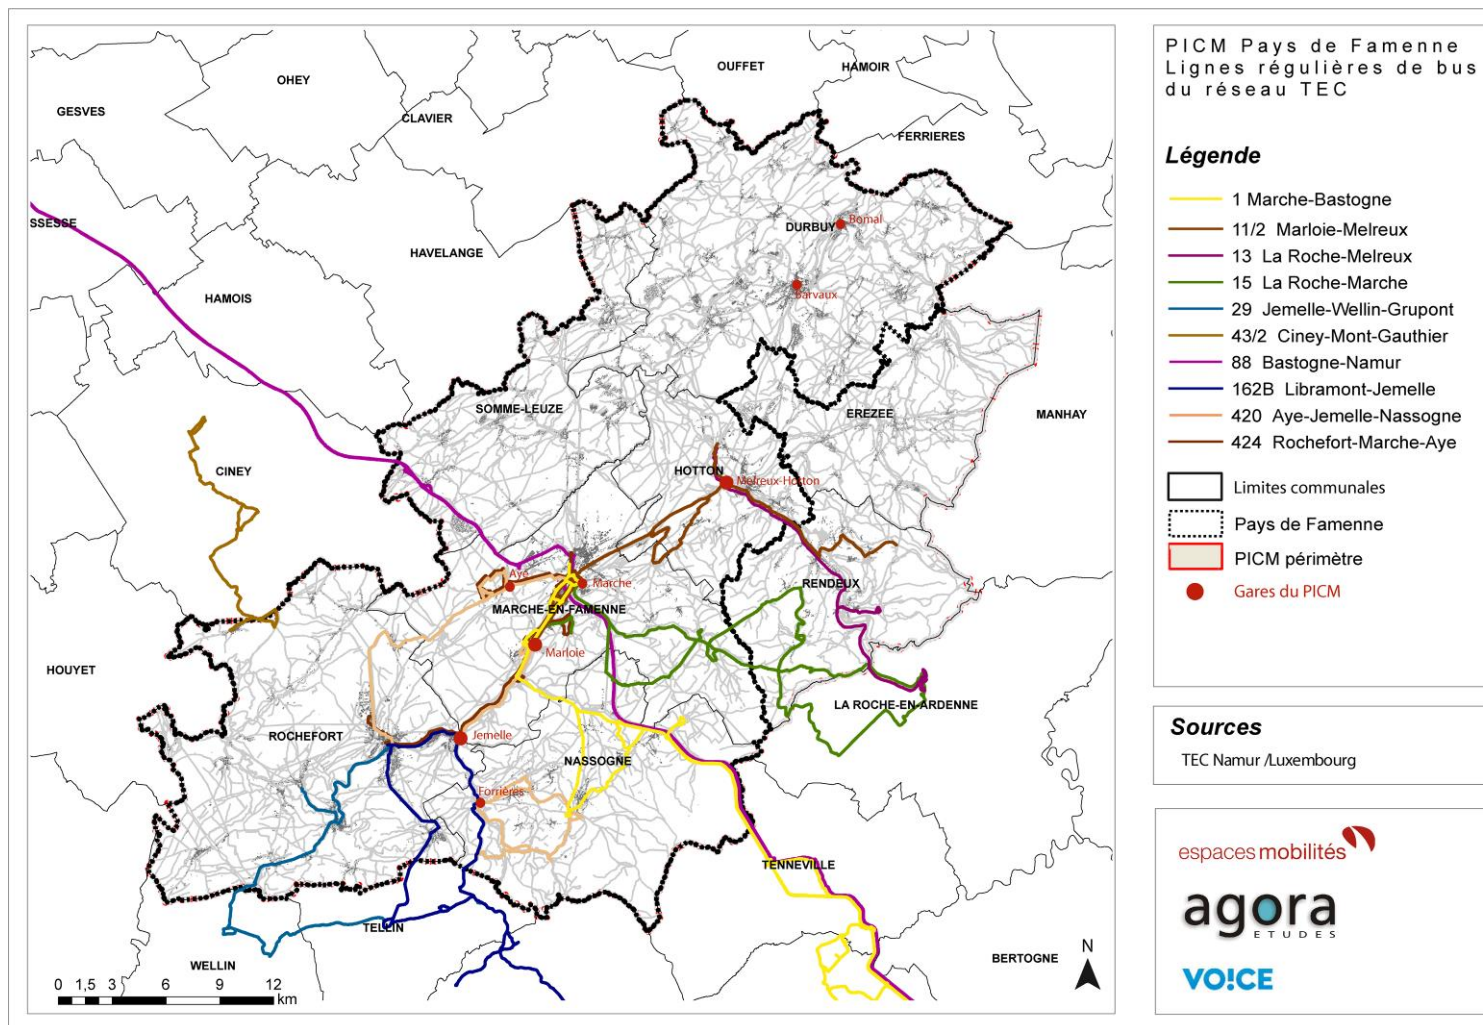 OUFFET
HAMOIR
OHEY
GESVES
CLAVIER
FERRIERES
Bomal
DURBUY
SSESSE
HAVELANGE
HAMOIS
Barvaux
SOMME-LEUZE
EREZEE
MANHAY
CINEY
HOTTON
Melreux-Hotton
Aye
Marche
RENDEUX
MARCHE-EN-FAMENNE
Marloie
HOUYET
LA ROCHE-EN-ARDENNE
ROCHEFORT
Jemelle
NASSOGNE
Forrières
TENNEVILLE
TELLIN
WELLIN
BERTOGNE
N
0 1,5 3 6 9 12
km
PICM Pays de Famenne
Lignes régulières de bus
du réseau TEC
Légende
1 Marche-Bastogne
11/2 Marloie-Melreux
13 La Roche-Melreux
15 La Roche-Marche
29 Jemelle-Wellin-Grupont
43/2 Ciney-Mont-Gauthier
88 Bastogne-Namur
162B Libramont-Jemelle
420 Aye-Jemelle-Nassogne
424 Rochefort-Marche-Aye
Limites communales
Pays de Famenne
PICM périmètre
Gares du PICM
Sources
TEC Namur /Luxembourg
espacesmobilités
agora
ETUDES
VO!CE